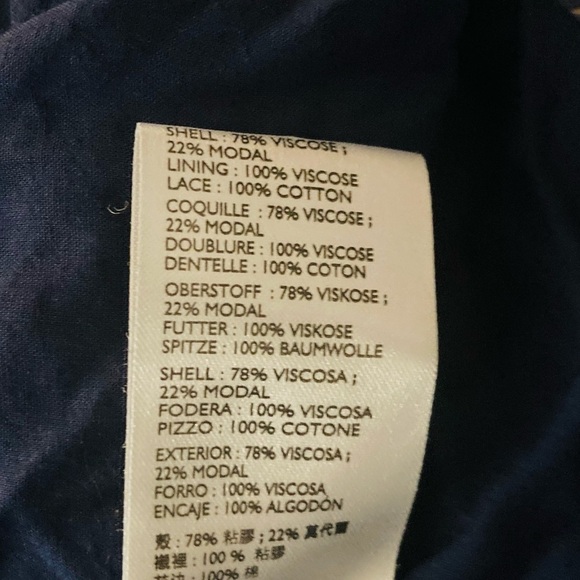 SHELL : 78% VISCOSE ;
22% MODAL
LINING : 100% VISCOSE
LACE : 100% COTTON
COQUILLE : 78% VISCOSE ;
22% MODAL
DOUBLURE : 100% VISCOSE
DENTELLE : 100% COTON
OBERSTOFF : 78% VISKOSE ;
22% MODAL
FUTTER : 100% VISKOSE
SPITZE : 100% BAUMWOLLE
SHELL : 78% VISCOSA ;
22% MODAL
FODERA : 100% VISCOSA
PIZZO : 100% COTONE
EXTERIOR : 78% VISCOSA ;
22% MODAL
FORRO : 100% VISCOSA
ENCAJE : 100% ALGODÓN
殼 : 78% 粘膠 ; 22% 莫代爾
襯裡 : 100 % 粘膠
: 100% 棉